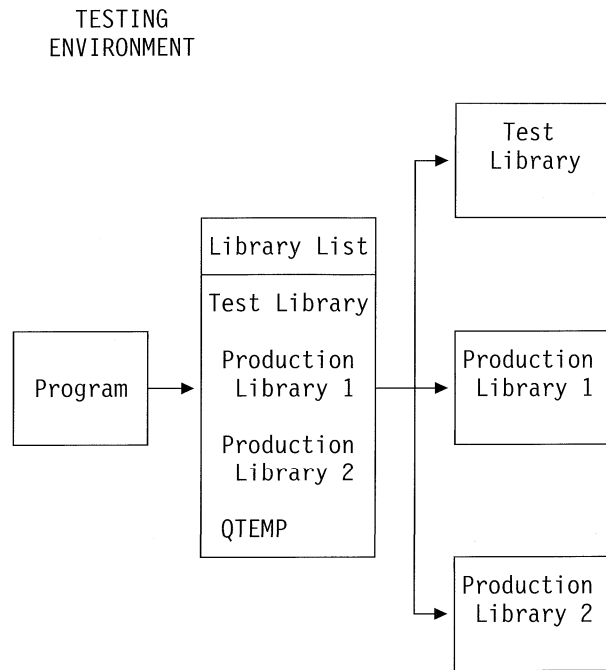 TESTING
ENVIRONMENT
Test
Library
Library List
Test Library
Production
Library 1
Production
Library 2
QTEMP
Program
Production
Library 1
Production
Library 2